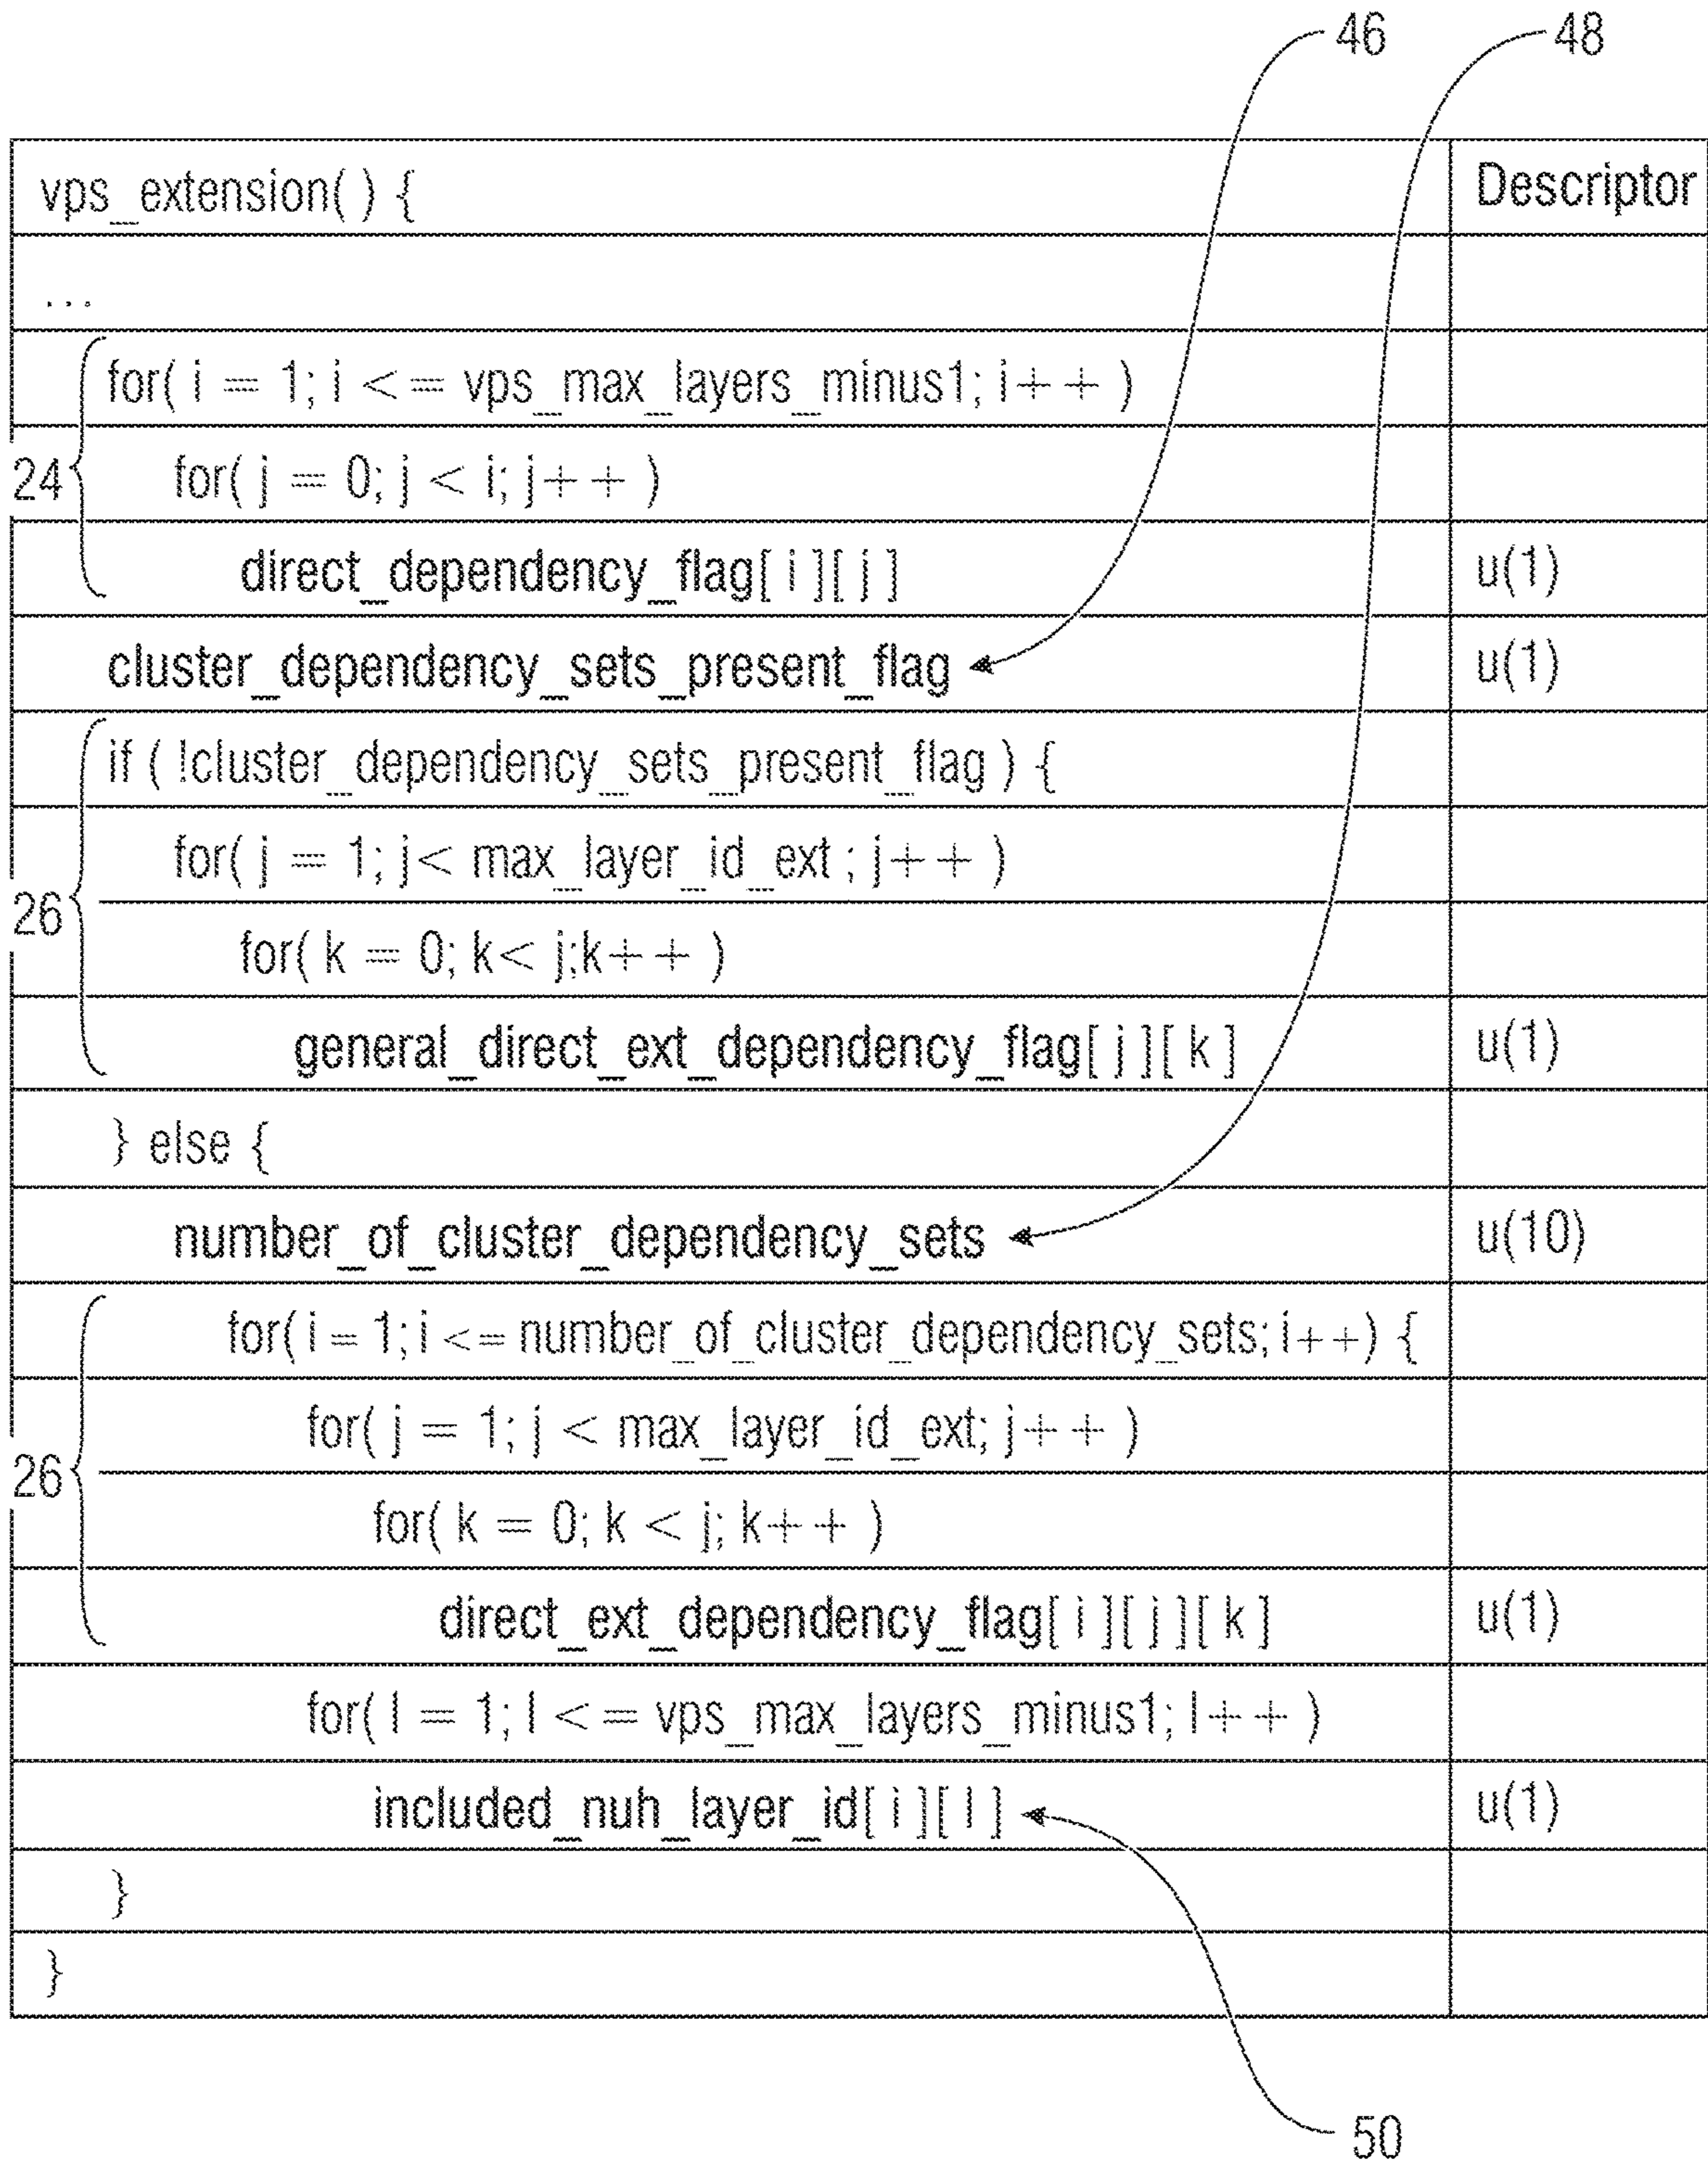 46 48
vps_extension( ) { Descriptor
...
for( i = 1; i <= vps_max_layers_minus1; i++ )
24 for( j = 0; j < i; j++ )
direct_dependency_flag[ i ][ j ] u(1)
cluster_dependency_sets_present_flag u(1)
if ( !cluster_dependency_sets_present_flag ) {
for( j = 1; j< max_layer_id_ext ; j++ )
26
for( k = 0; k< j;k++ )
general_direct_ext_dependency_flag[ j ][ k ] u(1)
} else {
number_of_cluster_dependency_sets u(10)
for( i = 1; i <= number_of_cluster_dependency_sets; i++) {
for( j = 1; j < max_layer_id_ext; j++ )
26
for( k = 0; k < j; k++ )
direct_ext_dependency_flag[ i ][ j ][ k ] u(1)
for( l = 1; l <= vps_max_layers_minus1; l++ )
included_nuh_layer_id[ i ][ l ] u(1)
}
}
50